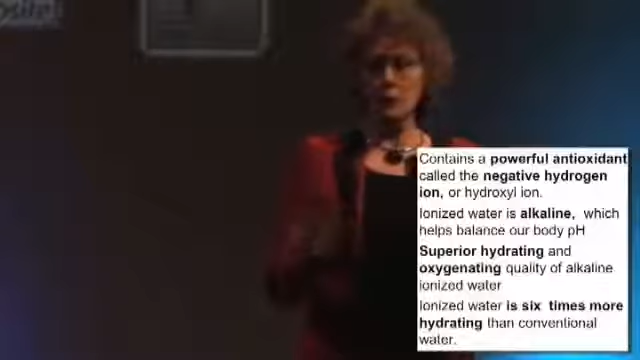 Contains a powerful antioxidant
called the negative hydrogen
ion, or hydroxyl ion.
Ionized water is alkaline, which
helps balance our body pH
Superior hydrating and
oxygenating quality of alkaline
ionized water
Ionized water is six times more
hydrating than conventional
water.